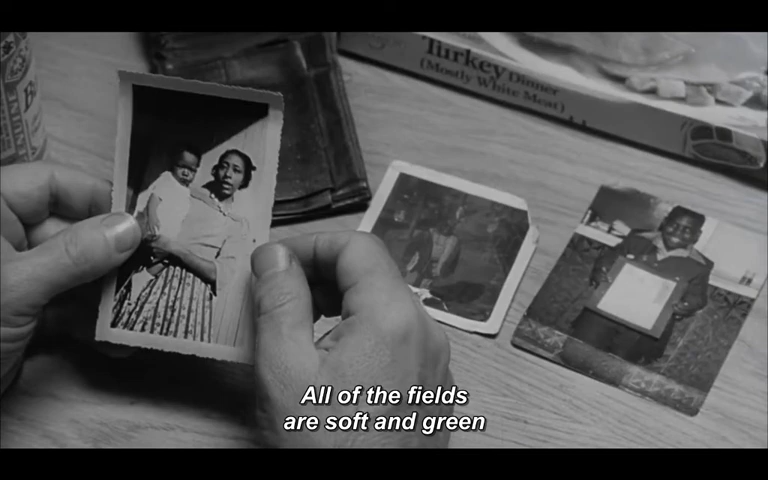 Turkey Dinner
(Mostly White Meat)
All of the fields
are soft and green